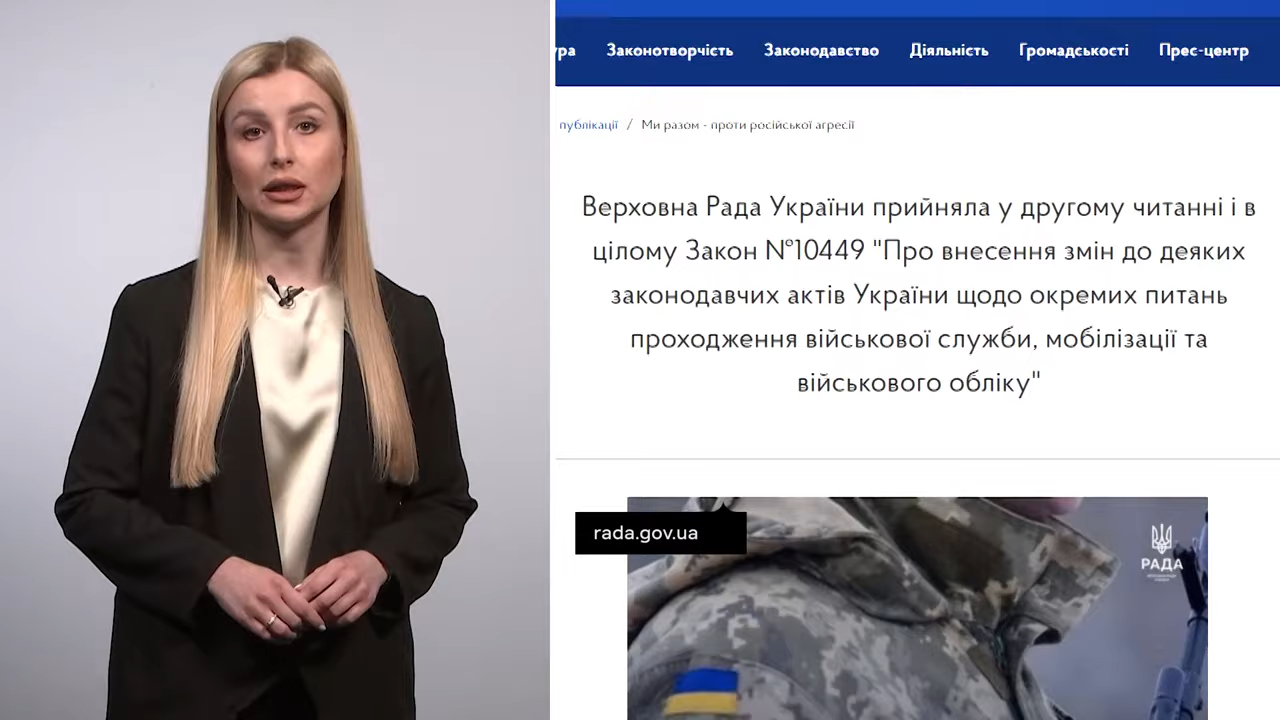 Законотворчість Законодавство Діяльність Громадськості Прес-центр
публікації / Ми разом - проти російської агресії
Верховна Рада України прийняла у другому читанні і в
цілому Закон №10449 "Про внесення змін до деяких
законодавчих актів України щодо окремих питань
проходження військової служби, мобілізації та
військового обліку"
rada.gov.ua
РАДА